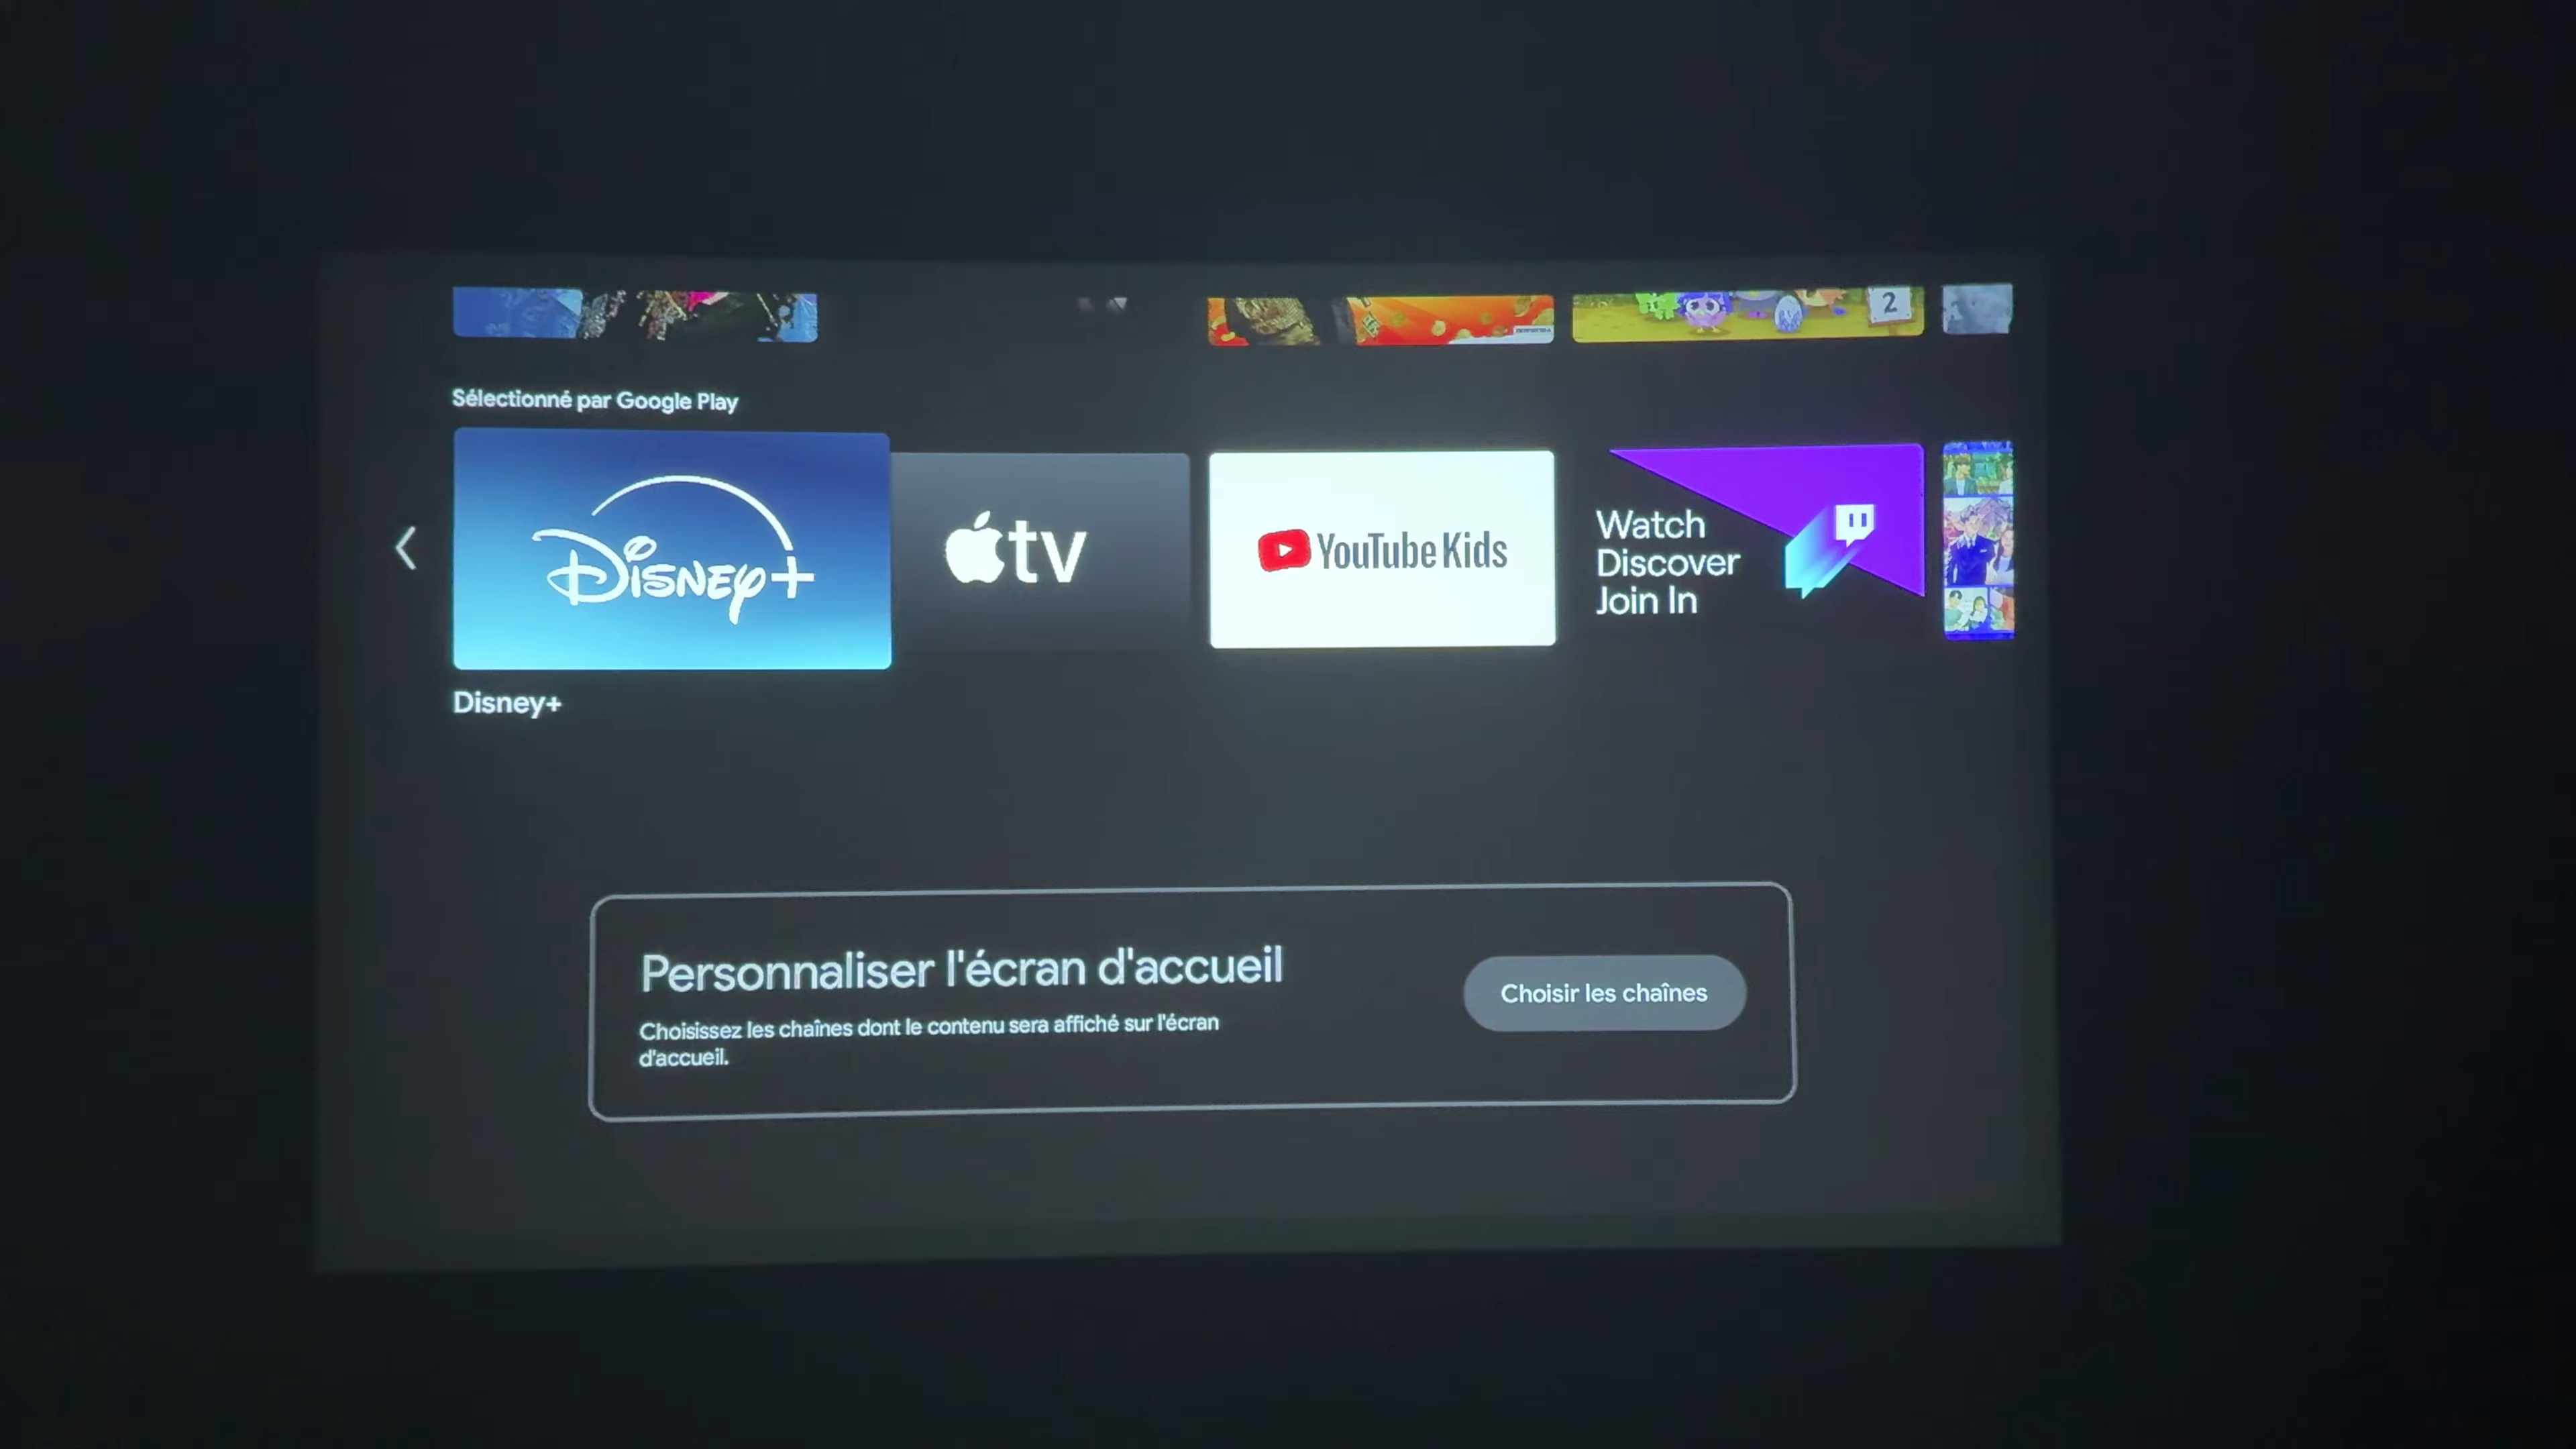 2
Sélectionné par Google Play
Disney+
tv
YouTube Kids
Watch
Discover
Join In
Disney+
Personnaliser l'écran d'accueil
Choisissez les chaînes dont le contenu sera affiché sur l'écran
d'accueil.
Choisir les chaînes